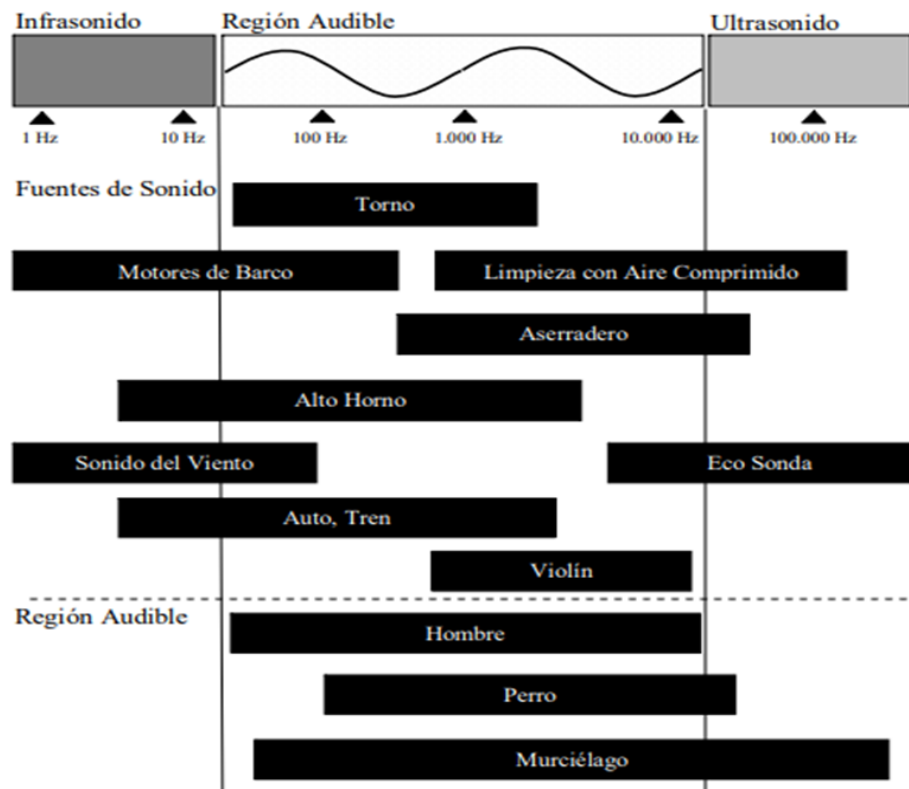 Infrasonido
Región Audible
Ultrasonido
1 Hz
10 Hz
100 Hz
1.000 Hz
10.000 Hz
100.000 Hz
Fuentes de Sonido
Torno
Motores de Barco
Limpieza con Aire Comprimido
Aserradero
Alto Horno
Sonido del Viento
Eco Sonda
Auto, Tren
Violín
Región Audible
Hombre
Perro
Murciélago